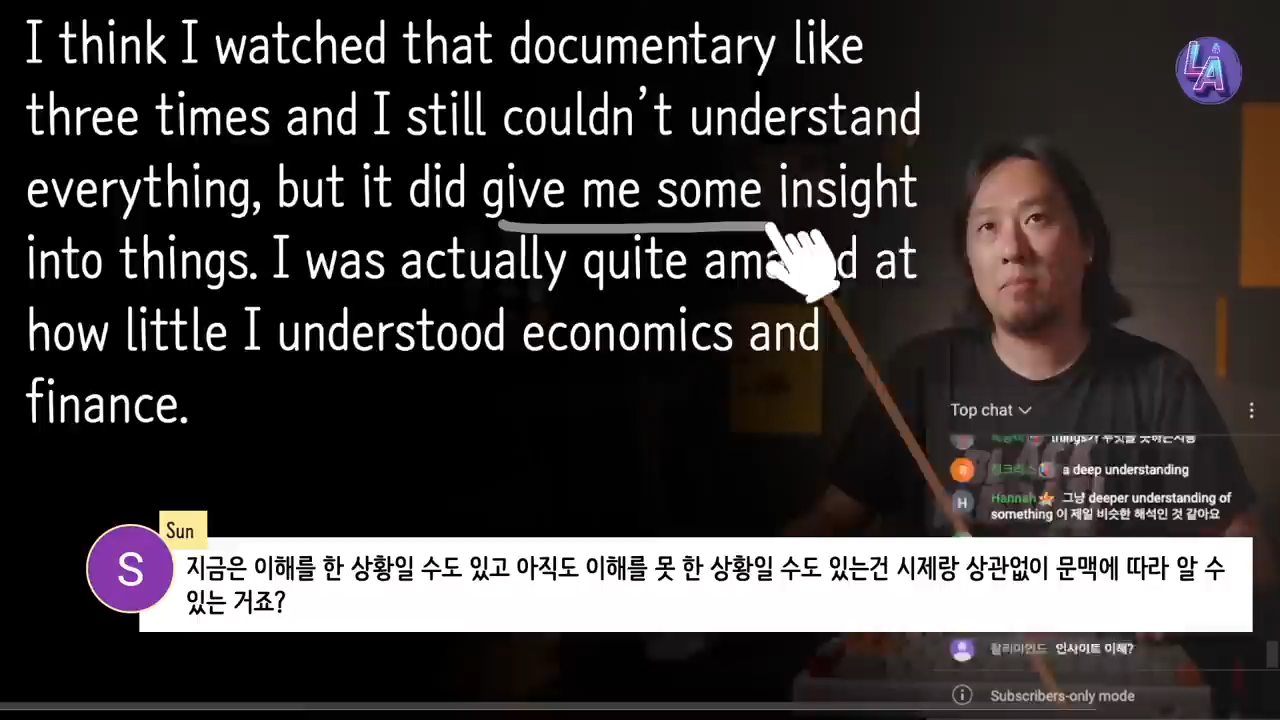 I think I watched that documentary like
three times and I still couldn't understand
everything, but it did give me some insight
into things. I was actually quite at
how little I understood economics and
finance.
LA
Top chat
a deep understanding
H Hannah 그냥 deeper understanding of
something 이 제일 비슷한 해석인 것 같아요
Sun
S
지금은 이해를 한 상황일 수도 있고 아직도 이해를 못 한 상황일 수도 있는건 시제랑 상관없이 문맥에 따라 알 수
있는 거죠?
인사이트 이해?
Subscribers-only mode